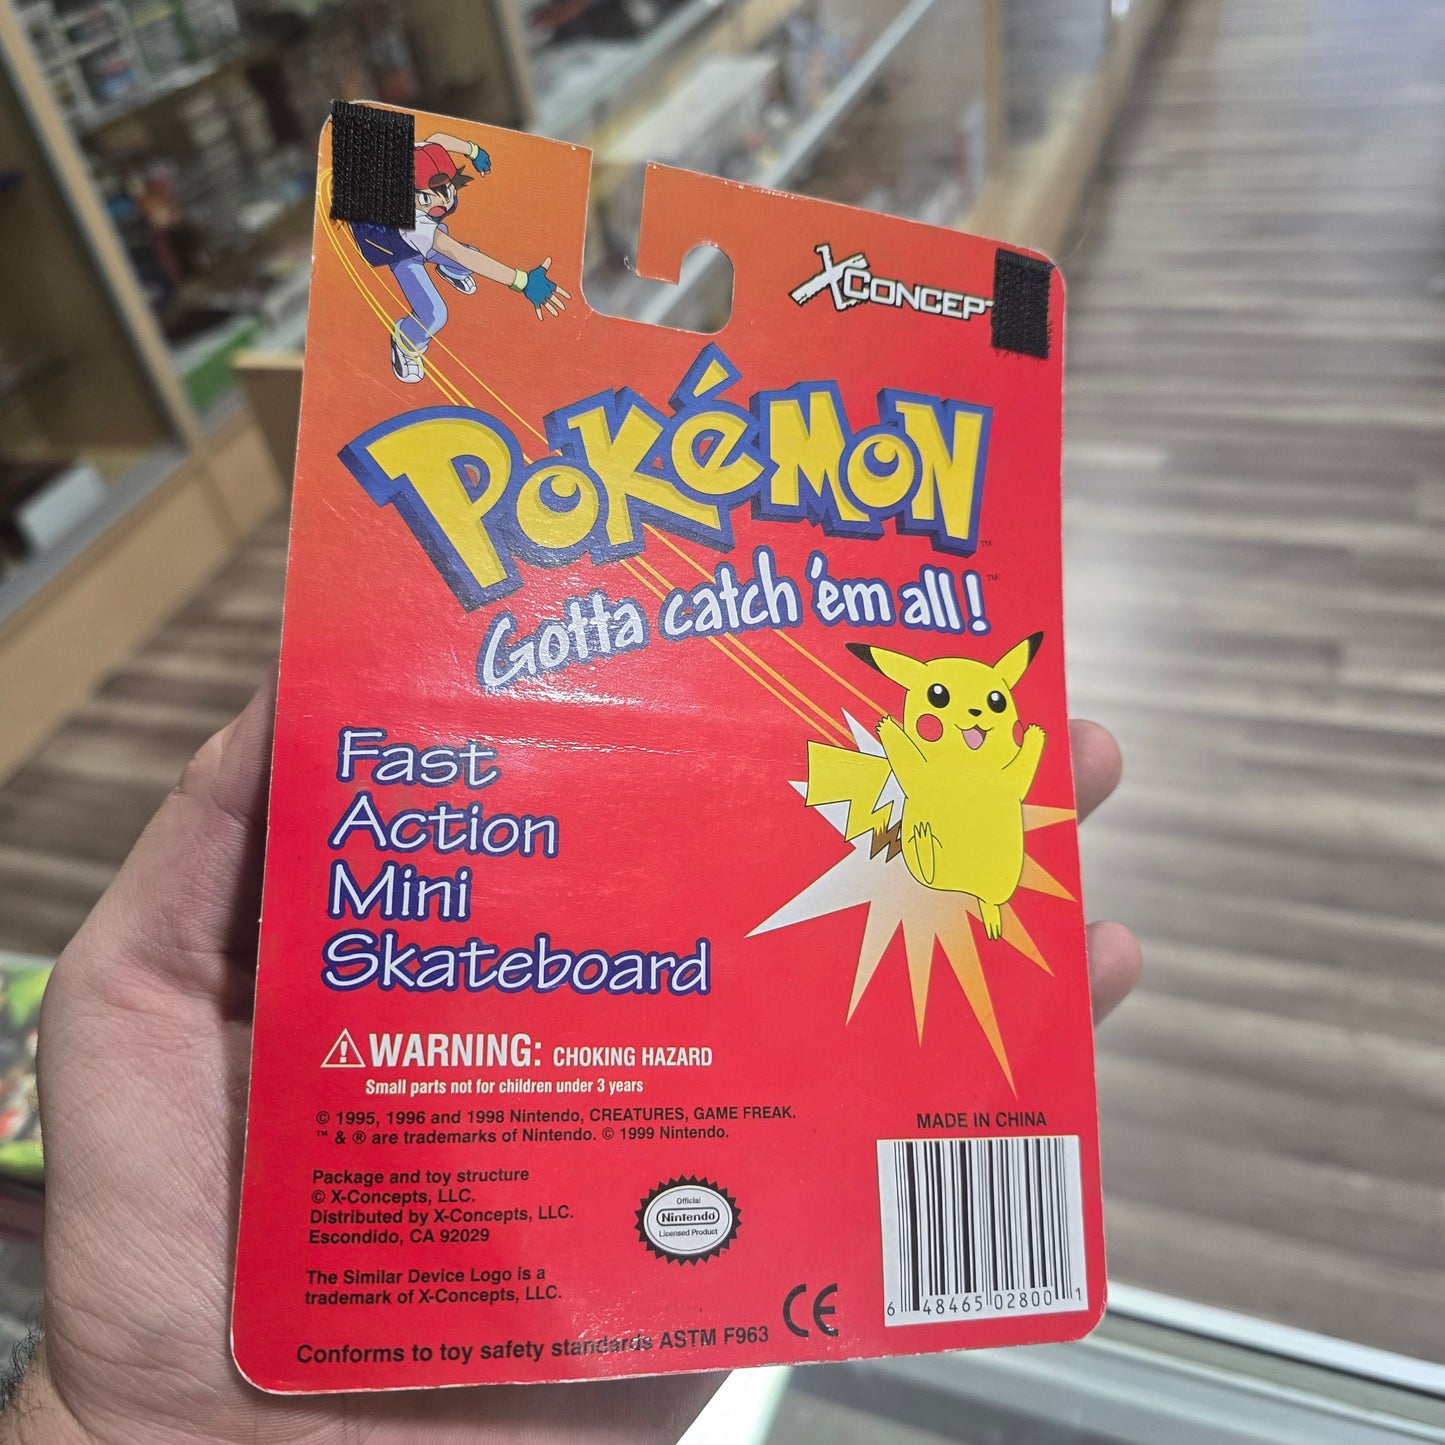 XCONCEP
POKéMON™
Gotta catch 'em all!™
Fast
Action
Mini
Skateboard
WARNING: CHOKING HAZARD
Small parts not for children under 3 years
© 1995, 1996 and 1998 Nintendo, CREATURES, GAME FREAK.
™ & ® are trademarks of Nintendo. © 1999 Nintendo.
Package and toy structure
© X-Concepts, LLC.
Distributed by X-Concepts, LLC.
Escondido, CA 92029
The Similar Device Logo is a
trademark of X-Concepts, LLC.
Conforms to toy safety standards ASTM F963
Official
Nintendo
Licensed Product
CE
MADE IN CHINA
6 48465 02800 1